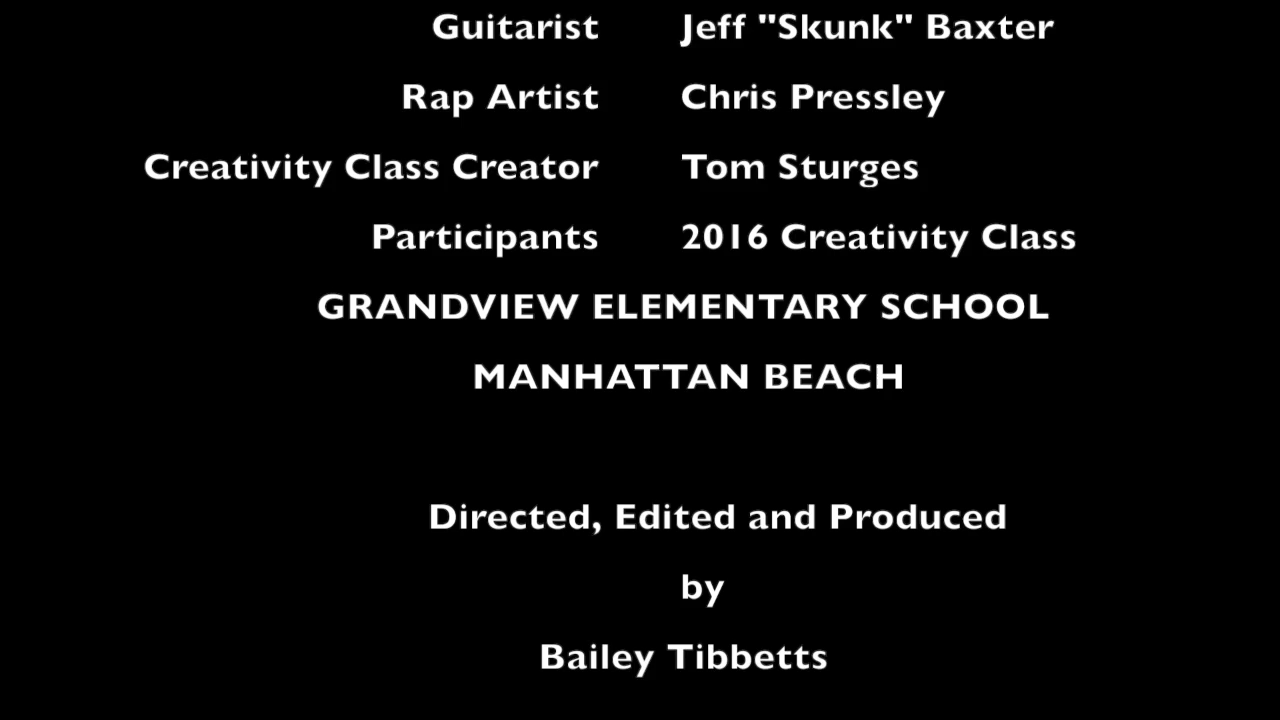 Guitarist Jeff "Skunk" Baxter
Rap Artist Chris Pressley
Creativity Class Creator Tom Sturges
Participants 2016 Creativity Class
GRANDVIEW ELEMENTARY SCHOOL
MANHATTAN BEACH
Directed, Edited and Produced
by
Bailey Tibbetts